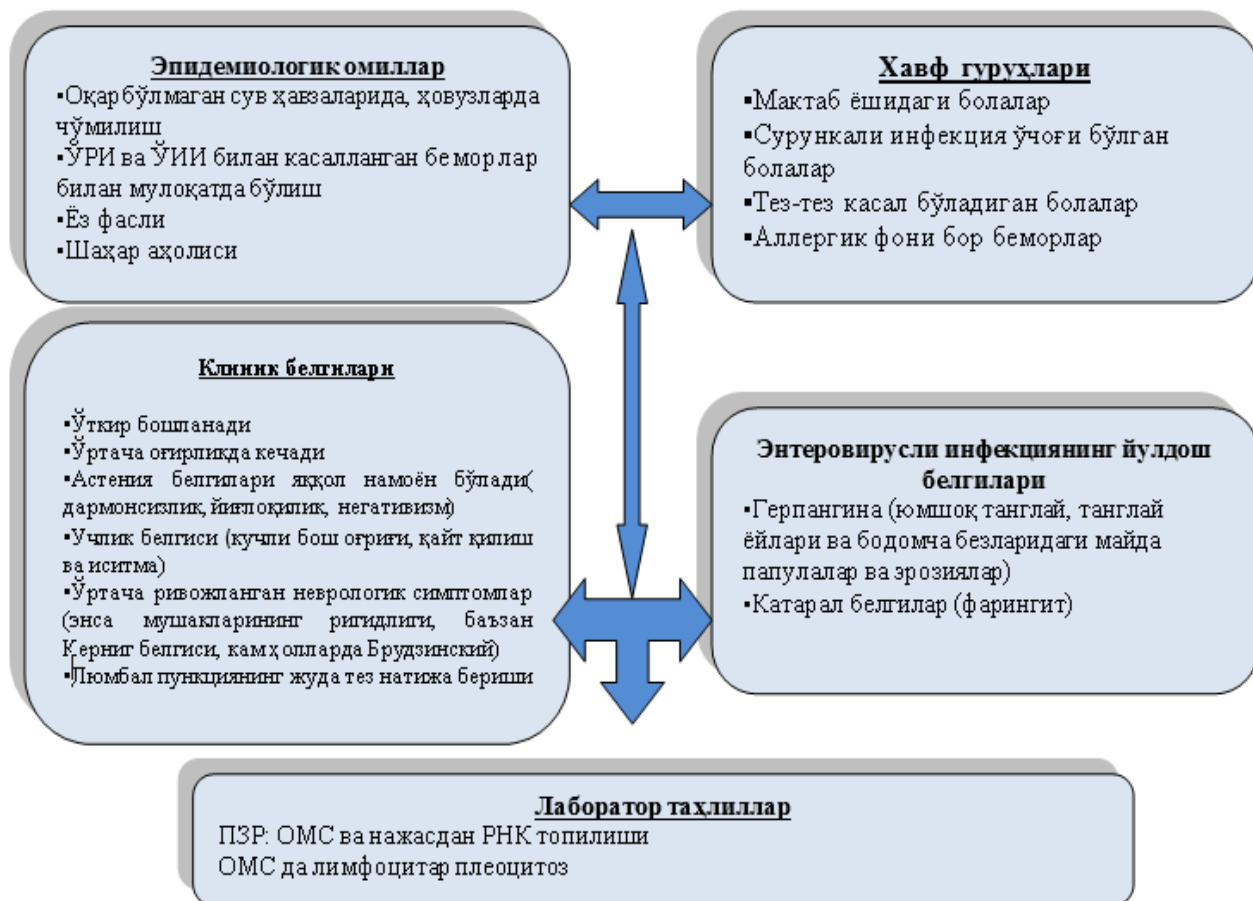 Эпидемиологик омиллар
▪Оқар бўлмаган сув ҳавзаларида, ҳовузларда
чўмилиш
▪ЎРИ ва ЎИИ билан касалланган беморлар
билан мулоқатда бўлиш
▪Ёз фасли
▪Шаҳар аҳолиси
Хавф гуруҳлари
▪Мактаб ёшидаги болалар
▪Сурункали инфекция ўчоғи бўлган
болалар
▪Тез-тез касал бўладиган болалар
▪Аллергик фони бор беморлар
Клиник белгилари
▪Ўткир бошланади
▪Ўртача оғирликда кечади
▪Астения белгилари яққол намоён бўлади(
дармонсизлик, йиғлоқилик, негативизм)
▪Учлик белгиси (кучли бош оғриғи, қайт қилиш
ва иситма)
▪Ўртача ривожланган неврологик симптомлар
(энса мушакларининг ригидлиги, баъзан
Керниг белгиси, кам ҳолларда Брудзинский)
▪Люмбал пункциянинг жуда тез натижа бериши
Энтеровирусли инфекциянинг йулдош
белгилари
▪Герпангина (юмшоқ танглай, танглай
ёйлари ва бодомча безларидаги майда
папулалар ва эрозиялар)
▪Катарал белгилар (фарингит)
Лаборатор таҳлиллар
ПЗР: ОМС ва нажасдан РНК топилиши
ОМС да лимфоцитар плеоцитоз